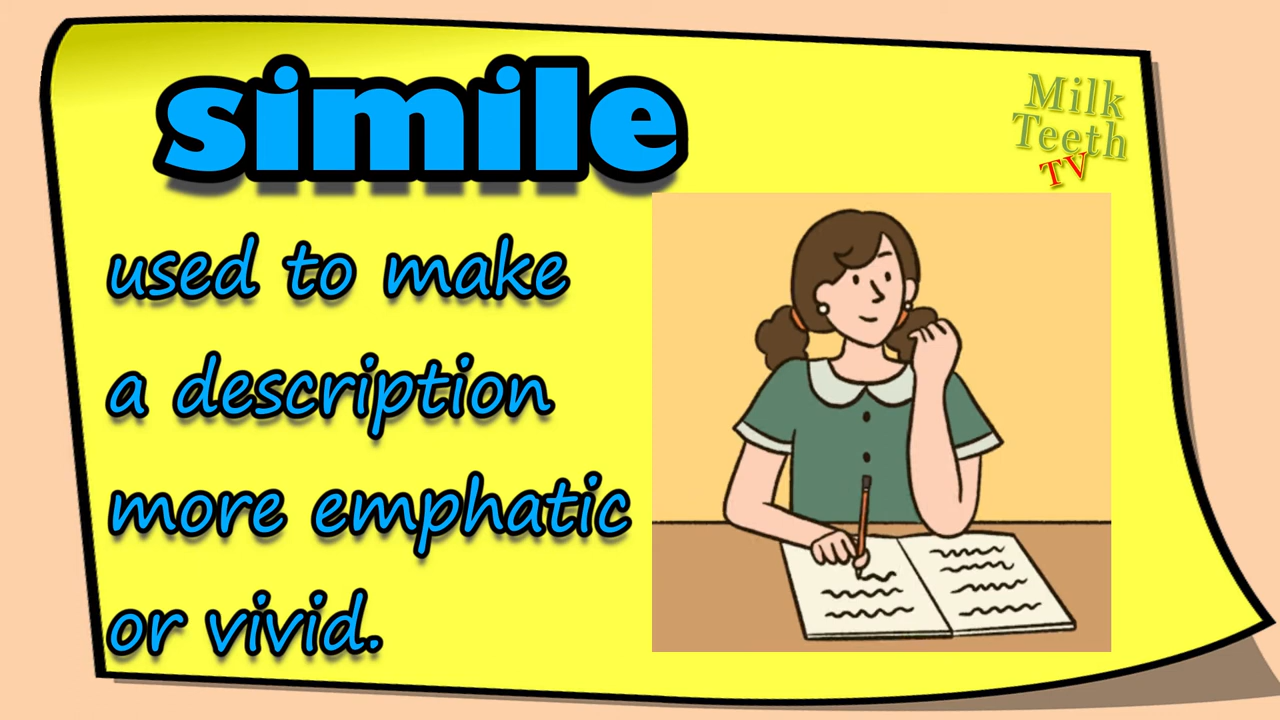 simile
Milk
Teeth
TV
used to make
a description
more emphatic
or vivid.